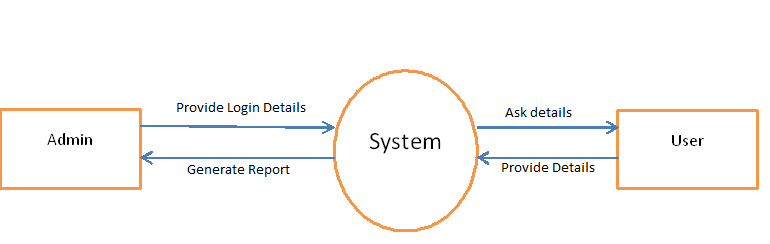 Provide Login Details
Ask details
Admin
System
User
Generate Report
Provide Details